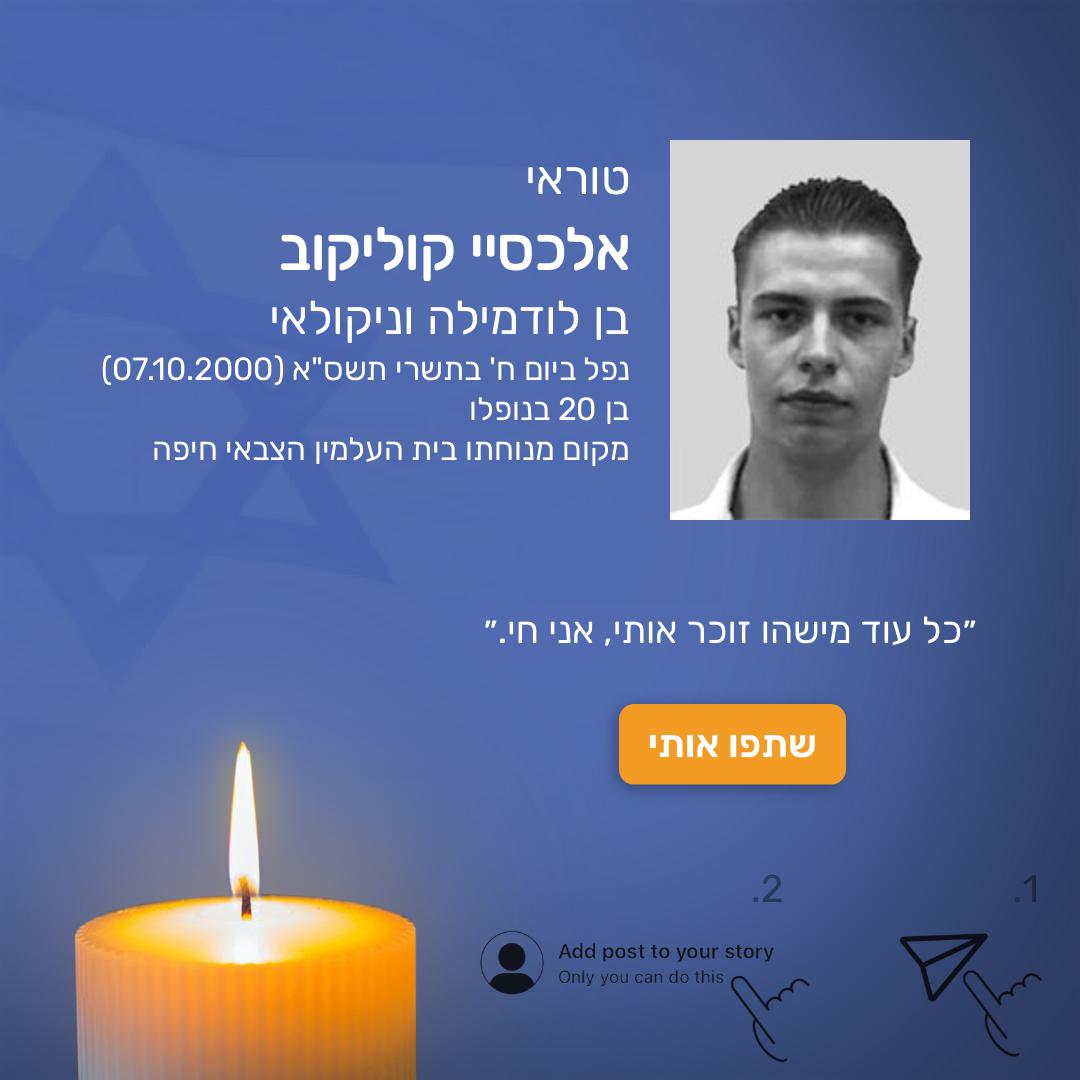 טוראי
אלכסיי קוליקוב
בן לודמילה וניקולאי
נפל ביום ח' בתשרי תשס"א (07.10.2000)
בן 20 בנופלו
מקום מנוחתו בית העלמין הצבאי חיפה
״כל עוד מישהו זוכר אותי, אני חי.״
שתפו אותי
1.
2.
Add post to your story
Only you can do this